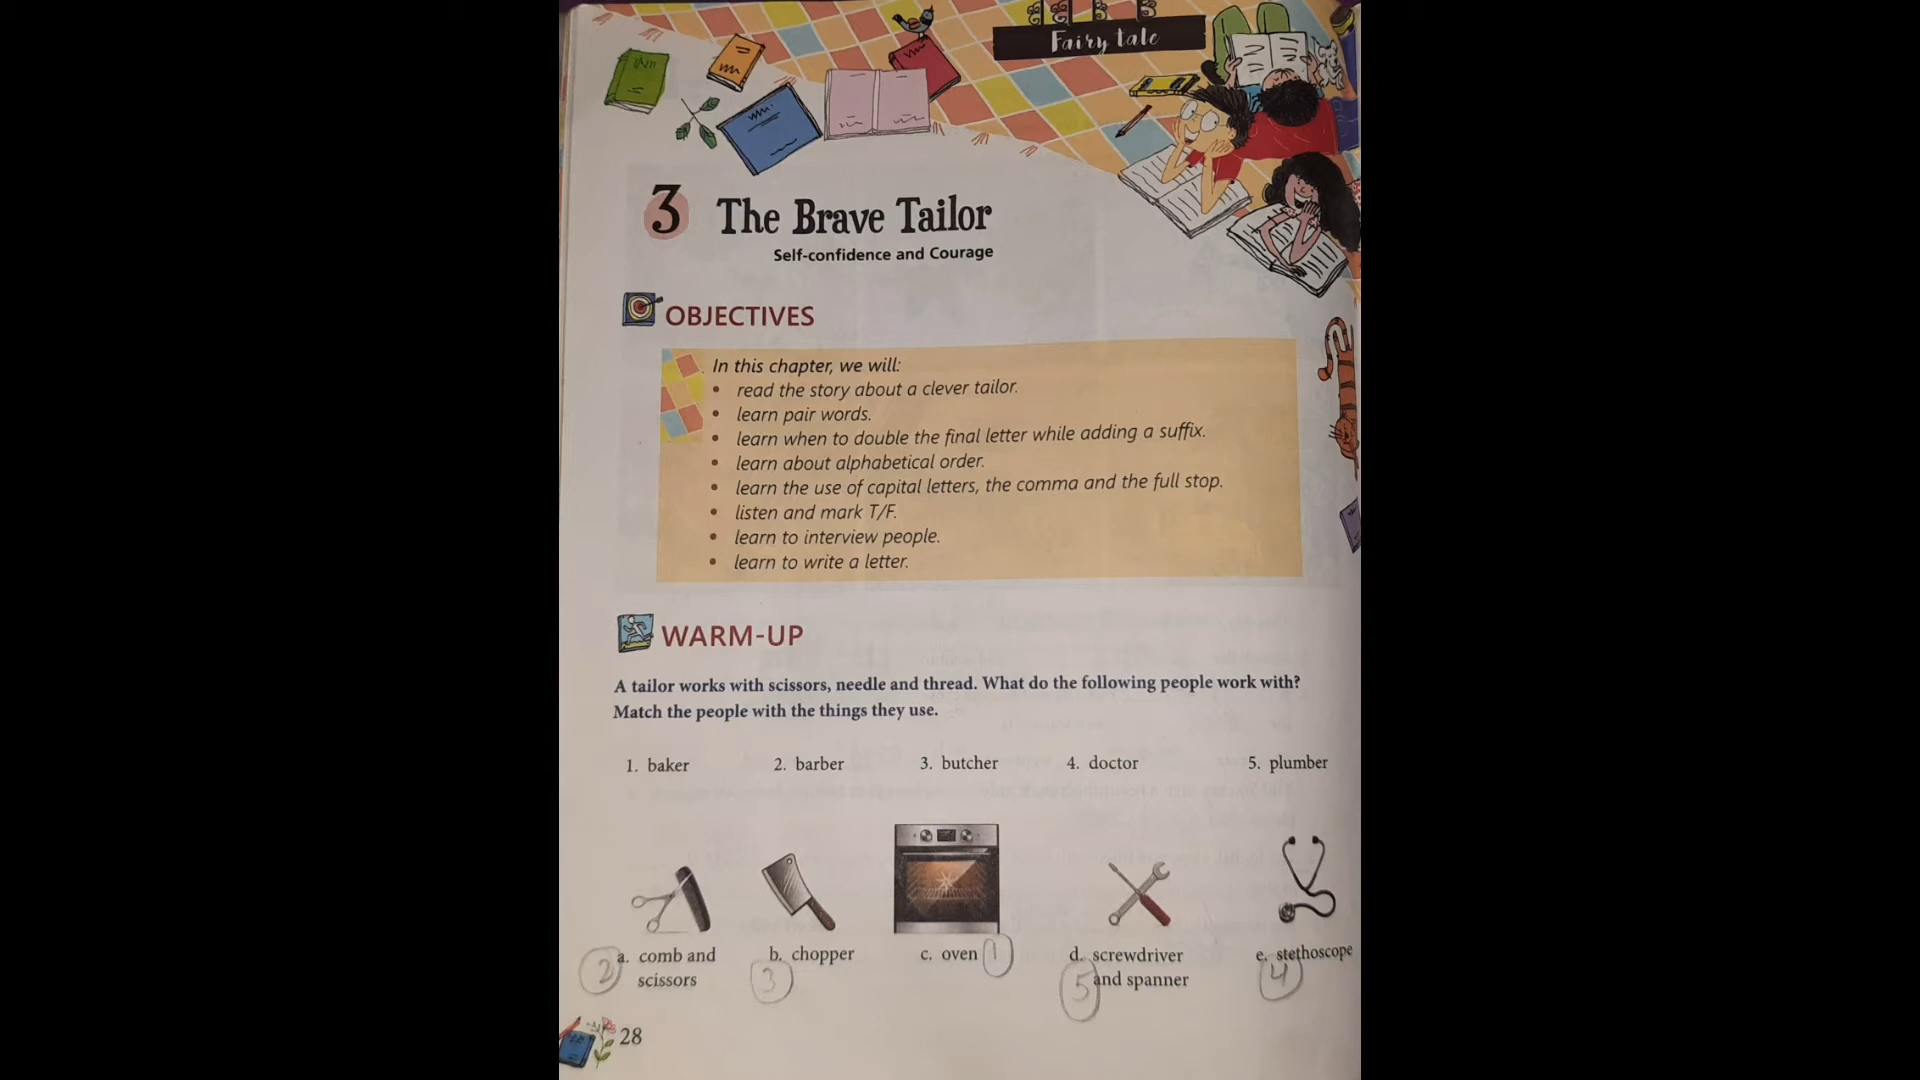 Fairy tale
3 The Brave Tailor
Self-confidence and Courage
OBJECTIVES
In this chapter, we will:
• read the story about a clever tailor.
• learn pair words.
• learn when to double the final letter while adding a suffix.
• learn about alphabetical order.
• learn the use of capital letters, the comma and the full stop.
• listen and mark T/F.
• learn to interview people.
• learn to write a letter.
WARM-UP
A tailor works with scissors, needle and thread. What do the following people work with?
Match the people with the things they use.
1. baker 2. barber 3. butcher 4. doctor 5. plumber
a. comb and b. chopper c. oven 1 d. screwdriver e. stethoscope
2 scissors 3 5 and spanner 4
28